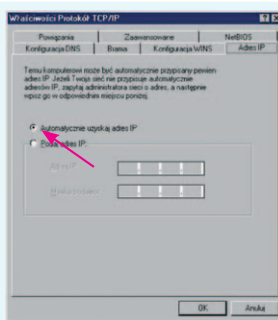 Właściwości Protokół TCP/IP
Powiązania Zaawansowane NetBIOS
Konfiguracja DNS Brama Konfiguracja WINS Adres IP
Temu komputerowi może być automatycznie przypisany pewien
adres IP. Jeżeli Twoja sieć nie przypisuje automatycznie
adresów IP, zapytaj administratora sieci o adres, a następnie
wpisz go w odpowiednim miejscu poniżej.
Automatycznie uzyskaj adres IP
Podaj adres IP:
Adres IP:
OK Anuluj